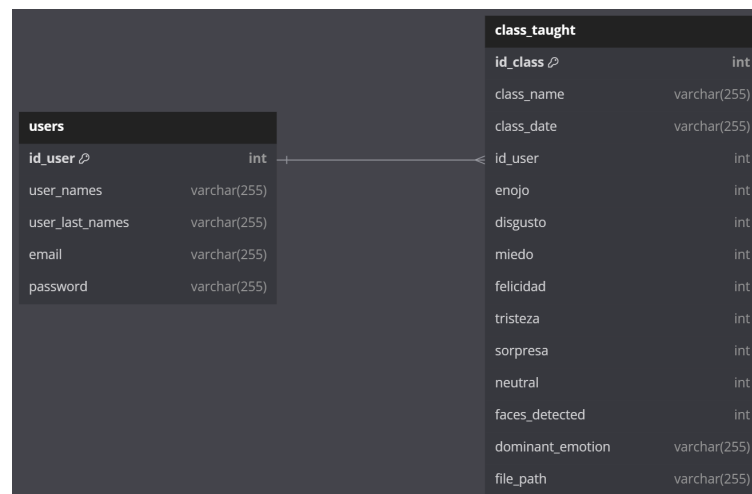 users
id_user int
user_names varchar(255)
user_last_names varchar(255)
email varchar(255)
password varchar(255)
class_taught
id_class int
class_name varchar(255)
class_date varchar(255)
id_user int
enojo int
disgusto int
miedo int
felicidad int
tristeza int
sorpresa int
neutral int
faces_detected int
dominant_emotion varchar(255)
file_path varchar(255)